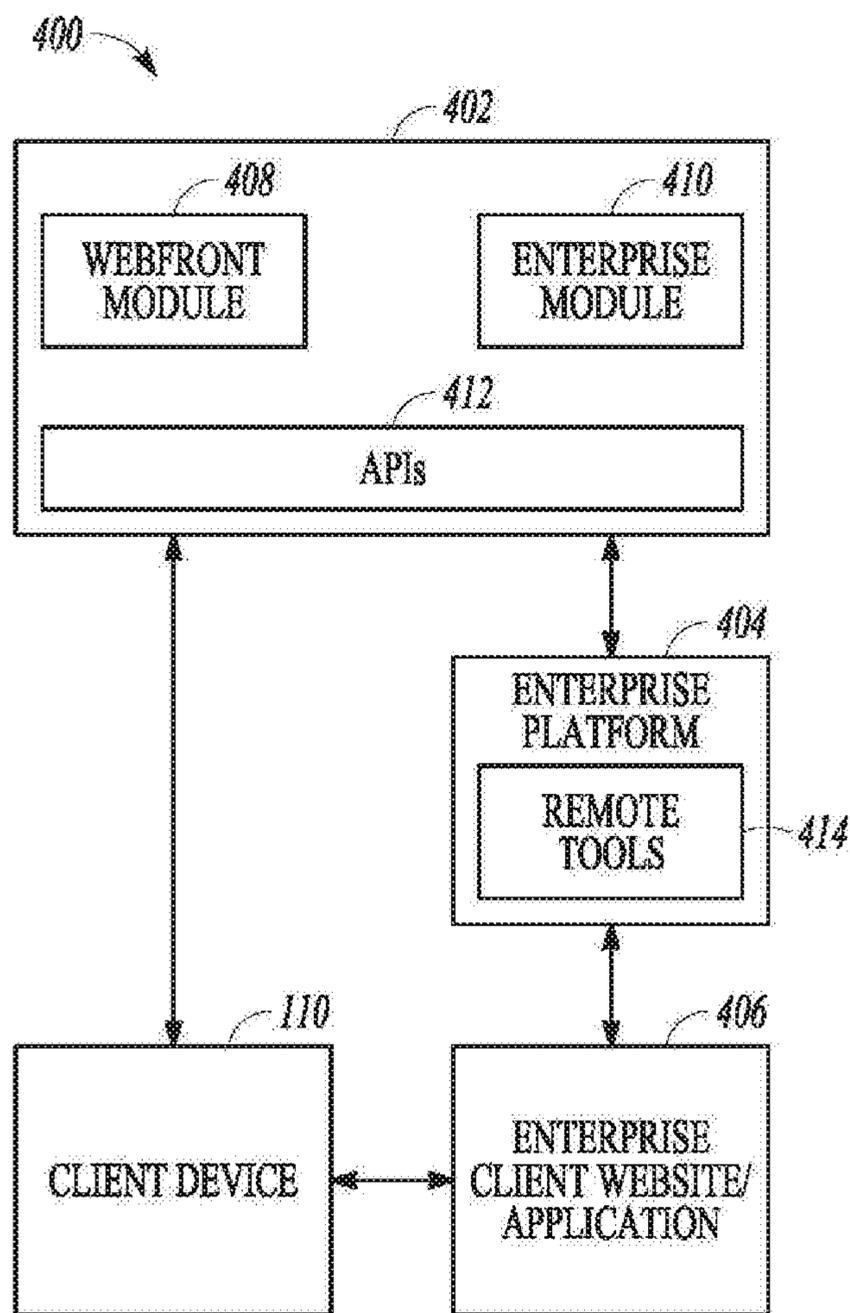 400
402
408
410
WEBFRONT
MODULE
ENTERPRISE
MODULE
412
APIs
404
ENTERPRISE
PLATFORM
REMOTE
TOOLS
414
110
406
CLIENT DEVICE
ENTERPRISE
CLIENT WEBSITE/
APPLICATION